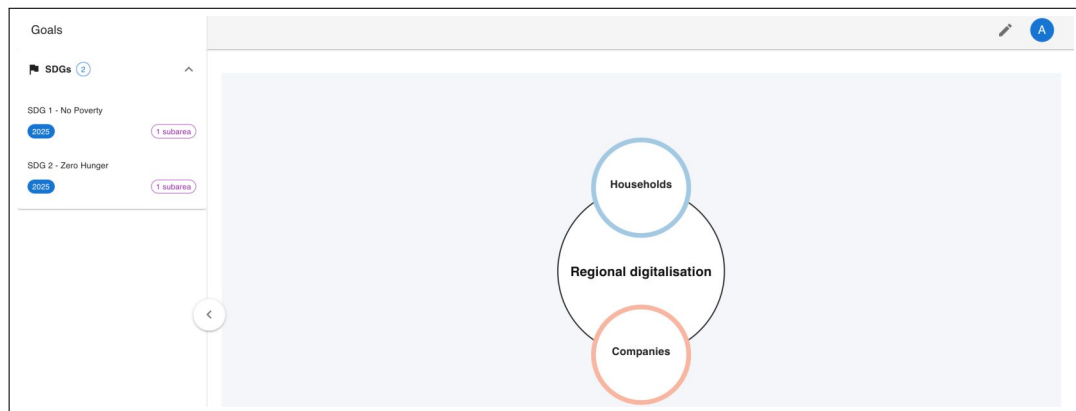 Goals
A
SDGs 2
SDG 1 - No Poverty
2025 1 subarea
SDG 2 - Zero Hunger
2025 1 subarea
Households
Regional digitalisation
Companies